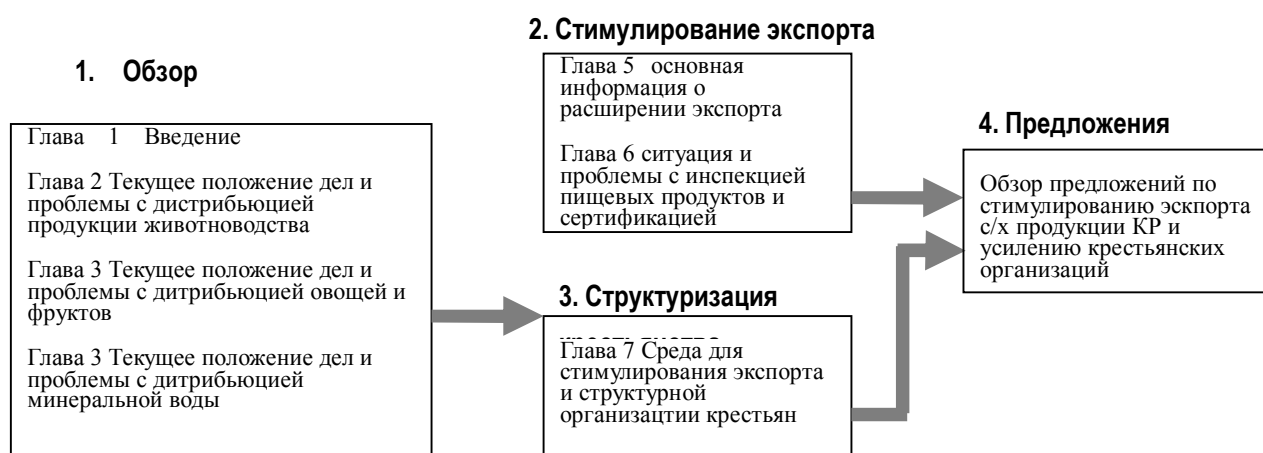 1. Обзор
Глава 1 Введение
Глава 2 Текущее положение дел и
проблемы с дистрибьюцией
продукции животноводства
Глава 3 Текущее положение дел и
проблемы с дитрибьюцией овощей и
фруктов
Глава 3 Текущее положение дел и
проблемы с дитрибьюцией
минеральной воды
2. Стимулирование экспорта
Глава 5 основная
информация о
расширении экспорта
Глава 6 ситуация и
проблемы с инспекцией
пищевых продуктов и
сертификацией
3. Структуризация
Глава 7 Среда для
стимулирования экспорта
и структурной
организацтии крестьян
4. Предложения
Обзор предложений по
стимулированию эскпорта
с/х продукции КР и
усилению крестьянских
организаций